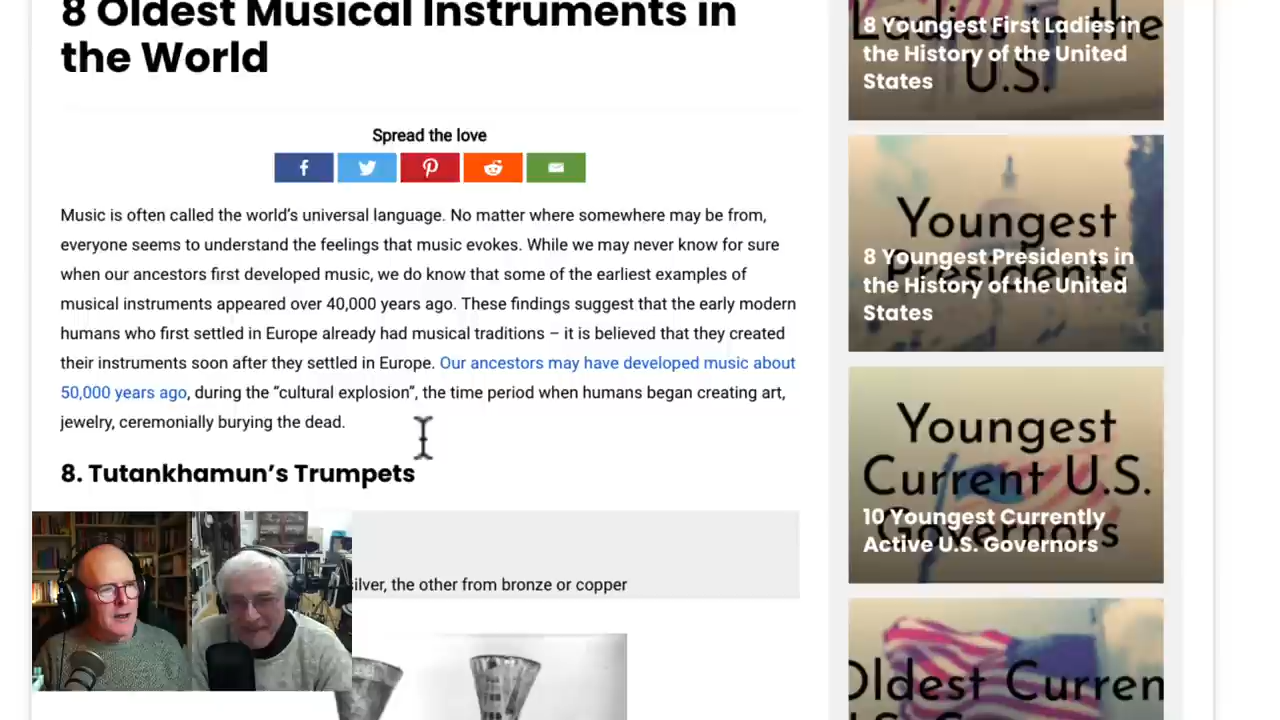 8 Oldest Musical Instruments in
the World
Spread the love
Music is often called the world's universal language. No matter where somewhere may be from,
everyone seems to understand the feelings that music evokes. While we may never know for sure
when our ancestors first developed music, we do know that some of the earliest examples of
musical instruments appeared over 40,000 years ago. These findings suggest that the early modern
humans who first settled in Europe already had musical traditions – it is believed that they created
their instruments soon after they settled in Europe. Our ancestors may have developed music about
50,000 years ago, during the “cultural explosion”, the time period when humans began creating art,
jewelry, ceremonially burying the dead.
8. Tutankhamun's Trumpets
silver, the other from bronze or copper
Ladies in the
U.S.
8 Youngest First Ladies in
the History of the United
States
Youngest
Presidents
8 Youngest Presidents in
the History of the United
States
Youngest
Current U.S.
Governors
10 Youngest Currently
Active U.S. Governors
Oldest Curren